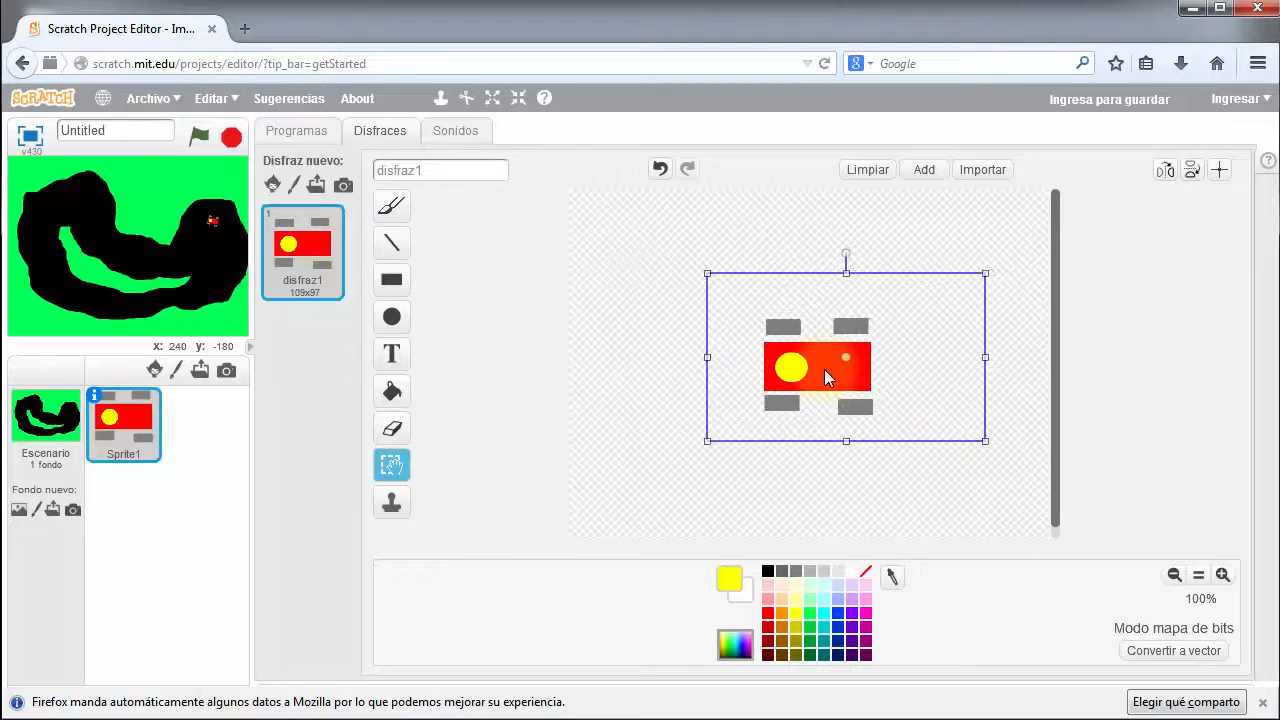 Scratch Project Editor - Im...
scratch.mit.edu/projects/editor/?tip_bar=getStarted
Google
SCRATCH
Archivo
Editar
Sugerencias
About
Ingresa para guardar
Ingresar
v430
Untitled
Programas
Disfraces
Sonidos
Disfraz nuevo:
disfraz1
Limpiar
Add
Importar
1
disfraz1
109x97
T
x: 240 y: -180
Escenario
1 fondo
Sprite1
Fondo nuevo:
100%
Modo mapa de bits
Convertir a vector
Firefox manda automáticamente algunos datos a Mozilla por lo que podemos mejorar su experiencia.
Elegir qué comparto